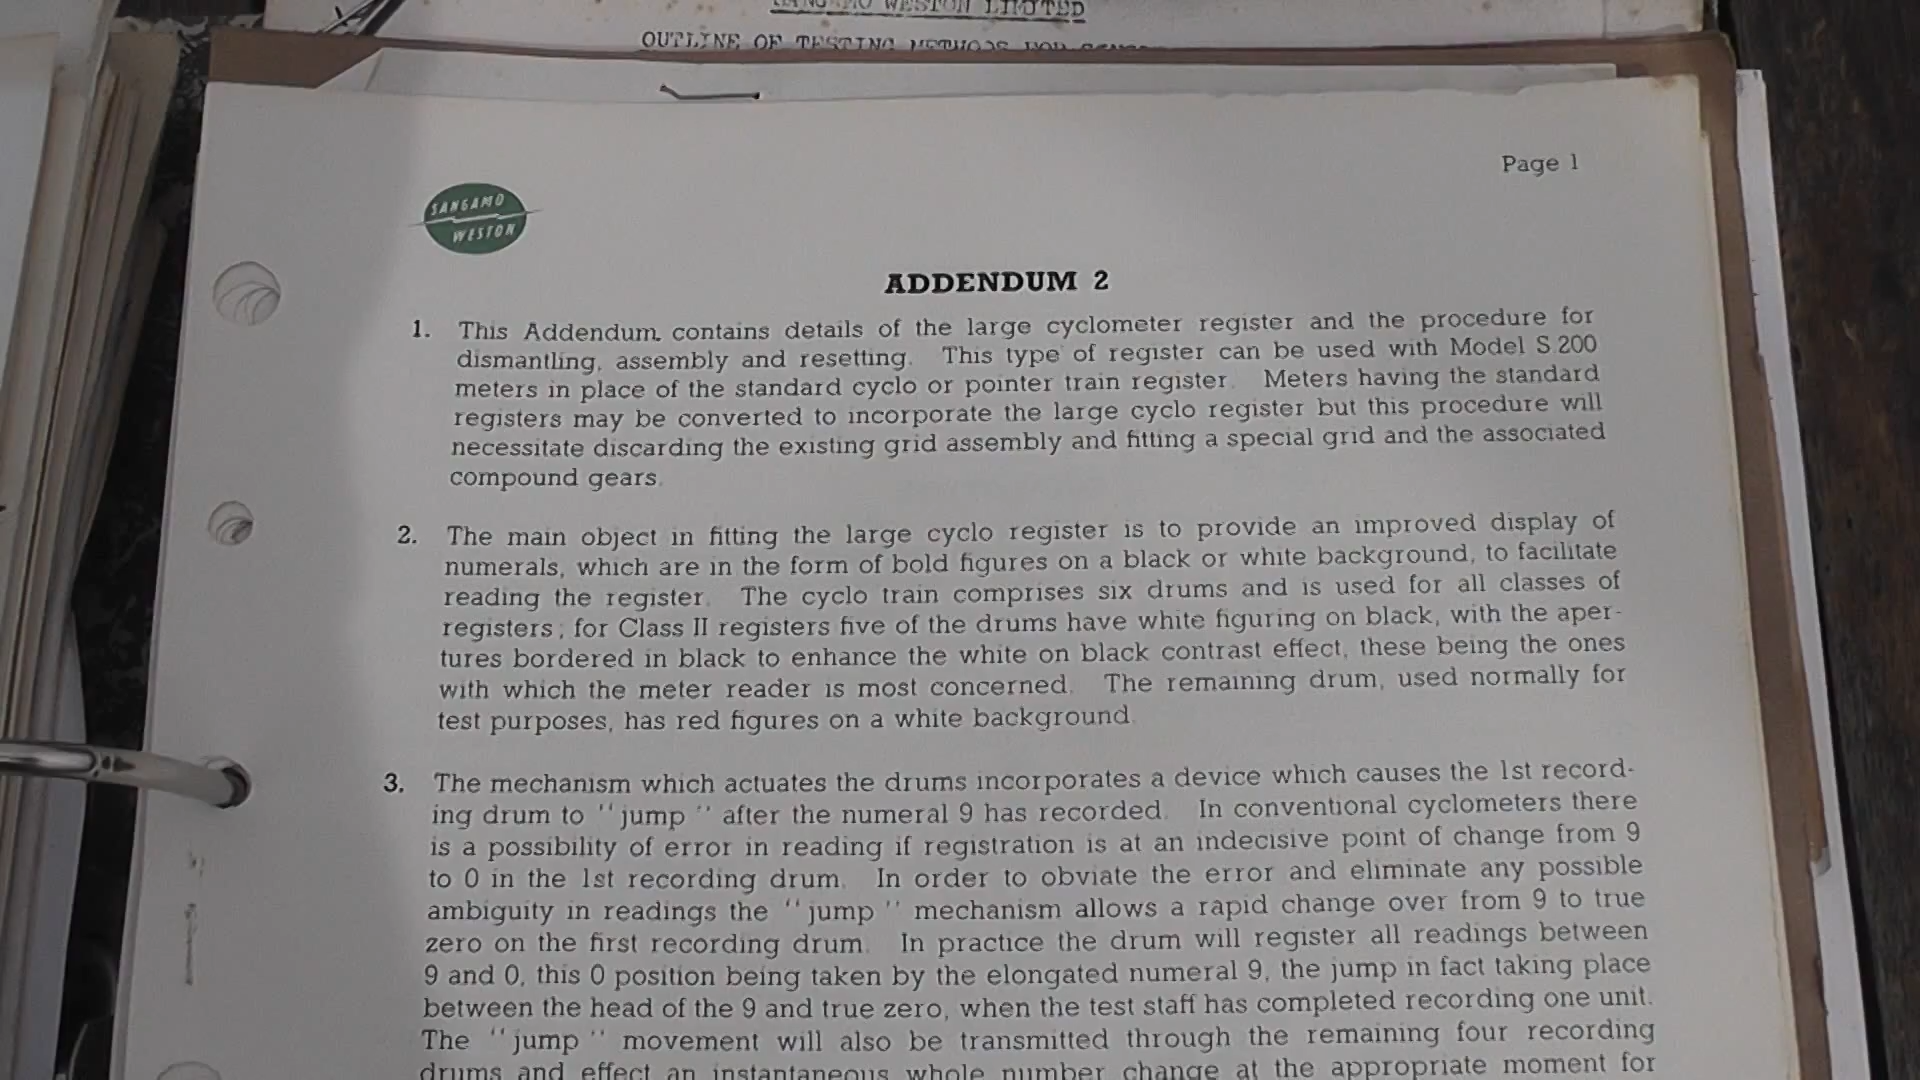 WESTON LIMITED
OUTLINE OF TESTING METHODS FOR
Page 1
SANGAMO
WESTON
ADDENDUM 2
1. This Addendum contains details of the large cyclometer register and the procedure for
dismantling, assembly and resetting. This type of register can be used with Model S.200
meters in place of the standard cyclo or pointer train register. Meters having the standard
registers may be converted to incorporate the large cyclo register but this procedure will
necessitate discarding the existing grid assembly and fitting a special grid and the associated
compound gears.
2. The main object in fitting the large cyclo register is to provide an improved display of
numerals, which are in the form of bold figures on a black or white background, to facilitate
reading the register. The cyclo train comprises six drums and is used for all classes of
registers; for Class II registers five of the drums have white figuring on black, with the aper-
tures bordered in black to enhance the white on black contrast effect, these being the ones
with which the meter reader is most concerned. The remaining drum, used normally for
test purposes, has red figures on a white background.
3. The mechanism which actuates the drums incorporates a device which causes the 1st record-
ing drum to "jump" after the numeral 9 has recorded. In conventional cyclometers there
is a possibility of error in reading if registration is at an indecisive point of change from 9
to 0 in the 1st recording drum. In order to obviate the error and eliminate any possible
ambiguity in readings the "jump" mechanism allows a rapid change over from 9 to true
zero on the first recording drum. In practice the drum will register all readings between
9 and 0, this 0 position being taken by the elongated numeral 9, the jump in fact taking place
between the head of the 9 and true zero, when the test staff has completed recording one unit.
The "jump" movement will also be transmitted through the remaining four recording
drums and effect an instantaneous whole number change at the appropriate moment for